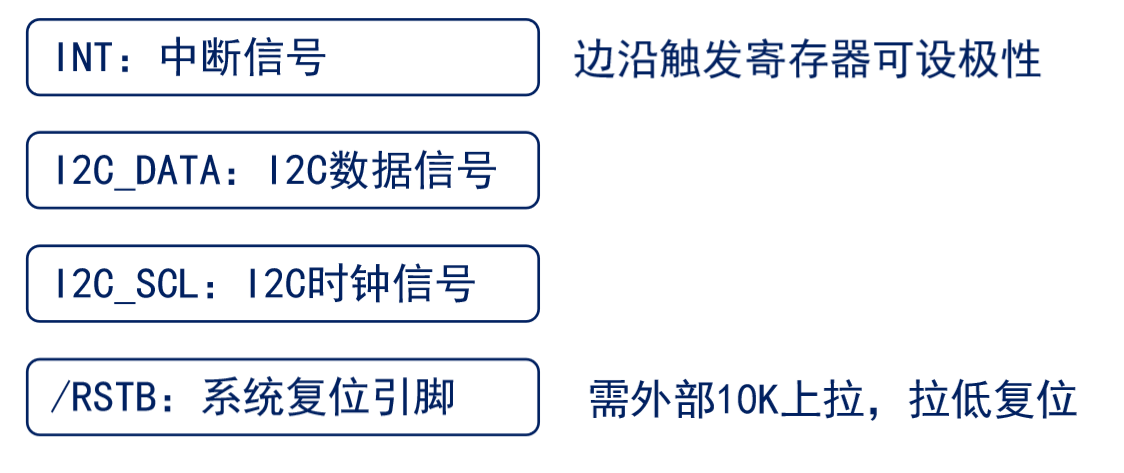 INT：中断信号 边沿触发寄存器可设极性
I2C_DATA：I2C数据信号
I2C_SCL：I2C时钟信号
/RSTB：系统复位引脚 需外部10K上拉，拉低复位